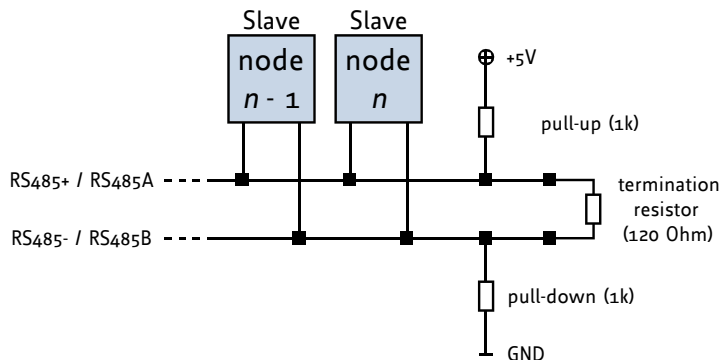 Slave
Slave
node
n - 1
node
n
+5V
pull-up (1k)
RS485+ / RS485A
termination
resistor
(120 Ohm)
RS485- / RS485B
pull-down (1k)
GND